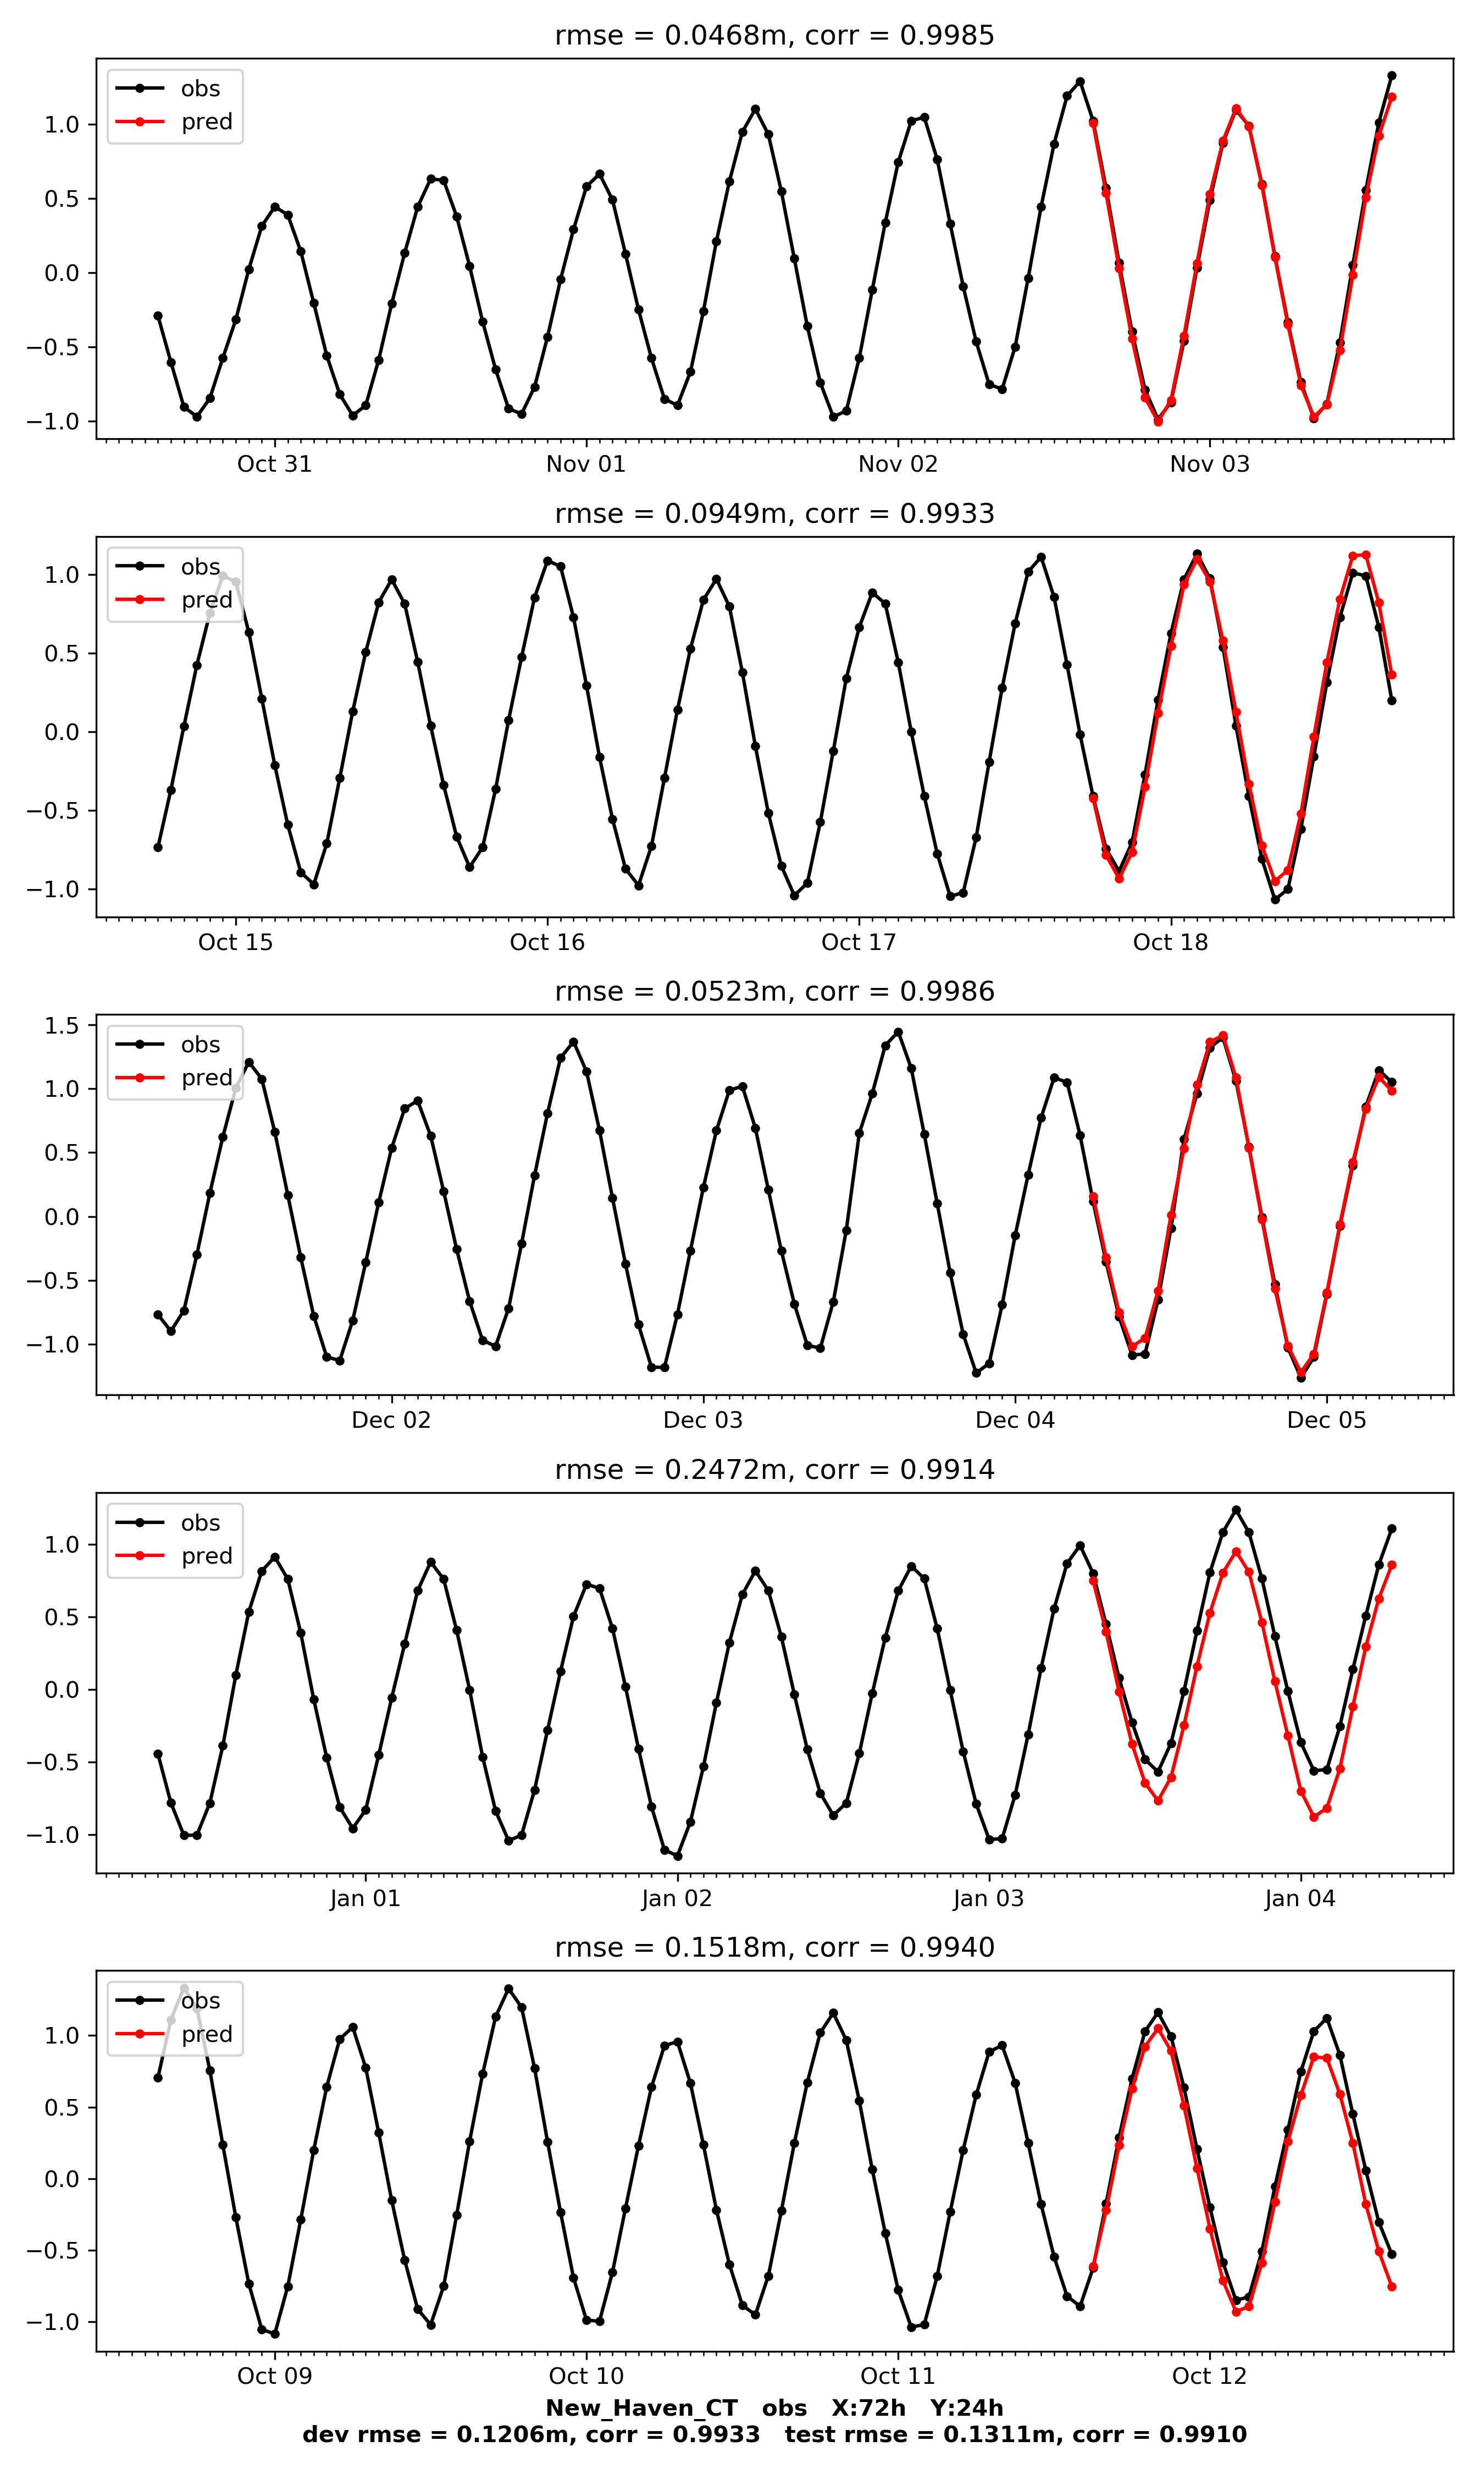 rmse = 0.0468m, corr = 0.9985
obs
pred
1.0
0.5
0.0
−0.5
−1.0
Oct 31 Nov 01 Nov 02 Nov 03
rmse = 0.0949m, corr = 0.9933
obs
pred
1.0
0.5
0.0
−0.5
−1.0
Oct 15 Oct 16 Oct 17 Oct 18
rmse = 0.0523m, corr = 0.9986
obs
pred
1.5
1.0
0.5
0.0
−0.5
−1.0
Dec 02 Dec 03 Dec 04 Dec 05
rmse = 0.2472m, corr = 0.9914
obs
pred
1.0
0.5
0.0
−0.5
−1.0
Jan 01 Jan 02 Jan 03 Jan 04
rmse = 0.1518m, corr = 0.9940
obs
pred
1.0
0.5
0.0
−0.5
−1.0
Oct 09 Oct 10 Oct 11 Oct 12
New_Haven_CT obs X:72h Y:24h
dev rmse = 0.1206m, corr = 0.9933 test rmse = 0.1311m, corr = 0.9910